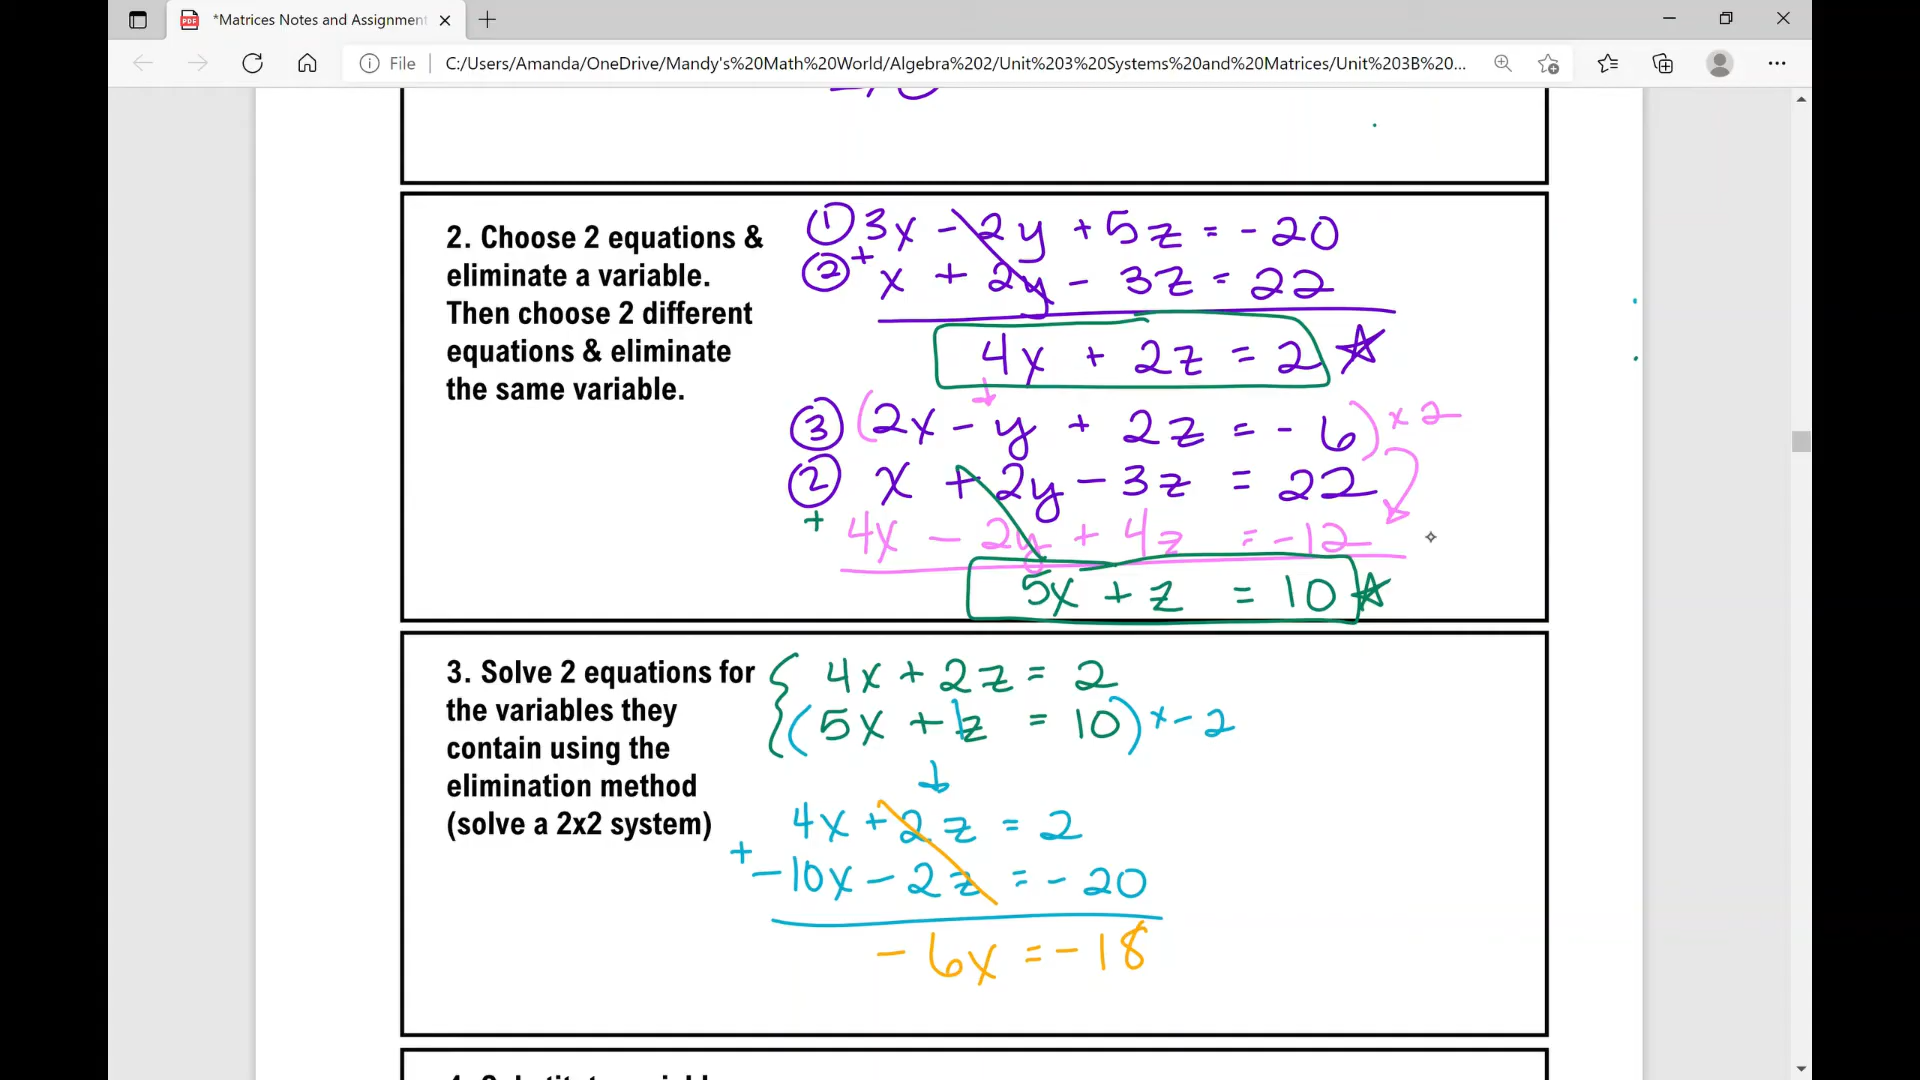 *Matrices Notes and Assignment
File
C:/Users/Amanda/OneDrive/Mandy's%20Math%20World/Algebra%202/Unit%203%20Systems%20and%20Matrices/Unit%203B%20...
2. Choose 2 equations &
eliminate a variable.
Then choose 2 different
equations & eliminate
the same variable.
① 3x - 2y + 5z = -20
② + x + 2y - 3z = 22
4x + 2z = 2 ☆
③ (2x - y + 2z = -6) x 2
② x + 2y - 3z = 22
+ 4x - 2y + 4z = -12
5x + z = 10 ☆
3. Solve 2 equations for
the variables they
contain using the
elimination method
(solve a 2x2 system)
{ 4x + 2z = 2
(5x + 1z = 10) x - 2
↓
4x + 2z = 2
+ -10x - 2z = -20
-6x = -18